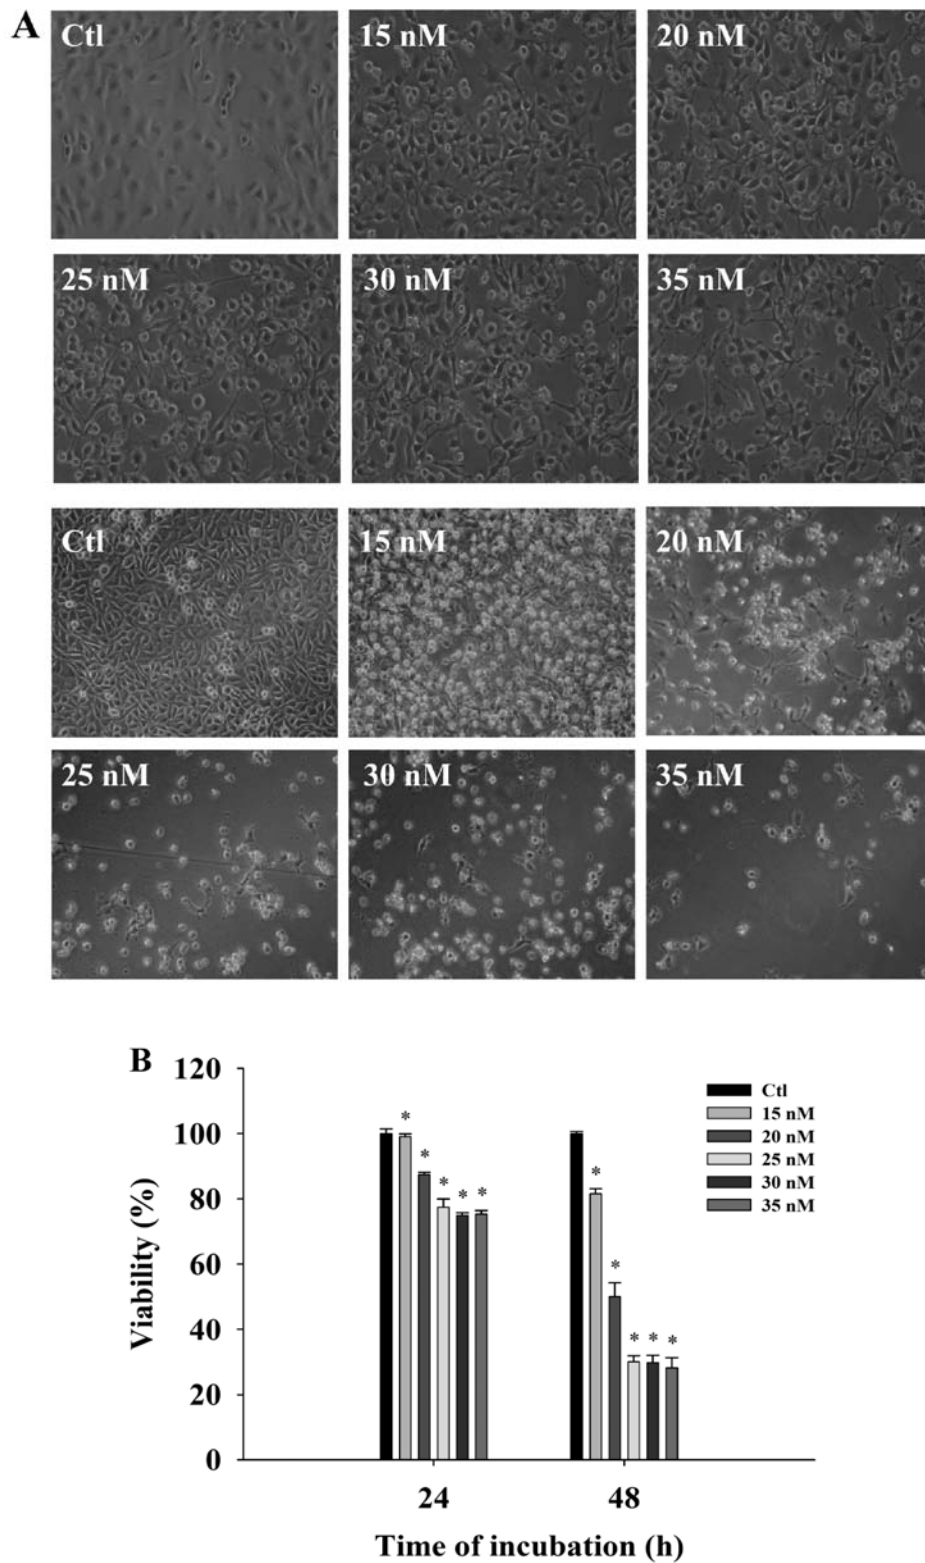 A
Ctl
15 nM
20 nM
25 nM
30 nM
35 nM
Ctl
15 nM
20 nM
25 nM
30 nM
35 nM
B
120
100
80
60
40
20
0
Viability (%)
* * * * *
* * * * *
Ctl
15 nM
20 nM
25 nM
30 nM
35 nM
24 48
Time of incubation (h)